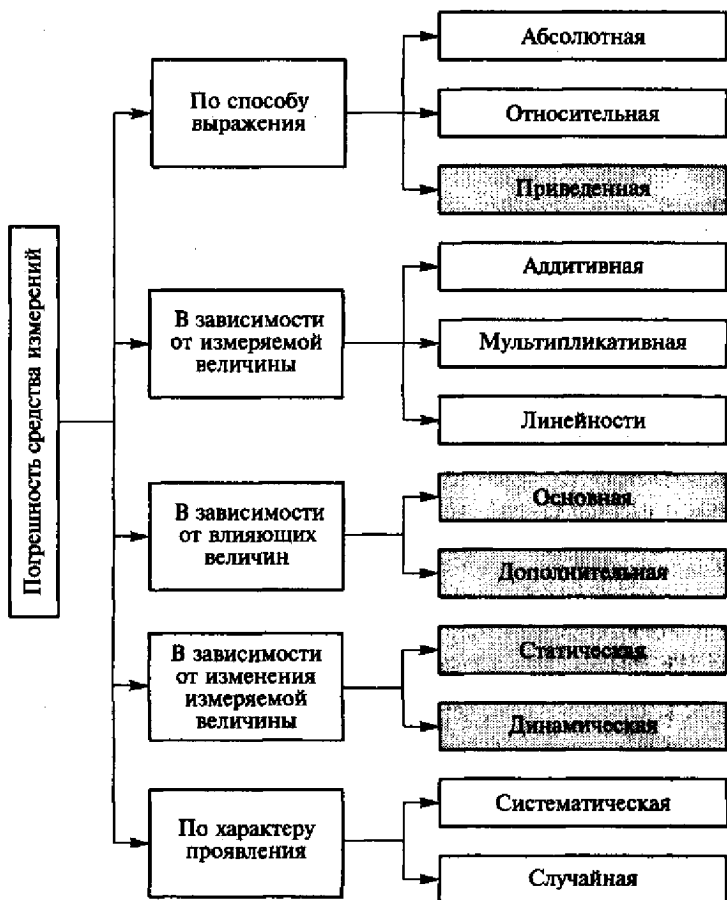 Погрешность средства измерений
По способу
выражения
Абсолютная
Относительная
Приведенная
В зависимости
от измеряемой
величины
Аддитивная
Мультипликативная
Линейности
В зависимости
от влияющих
величин
Основная
Дополнительная
В зависимости
от изменения
измеряемой
величины
Статическая
Динамическая
По характеру
проявления
Систематическая
Случайная